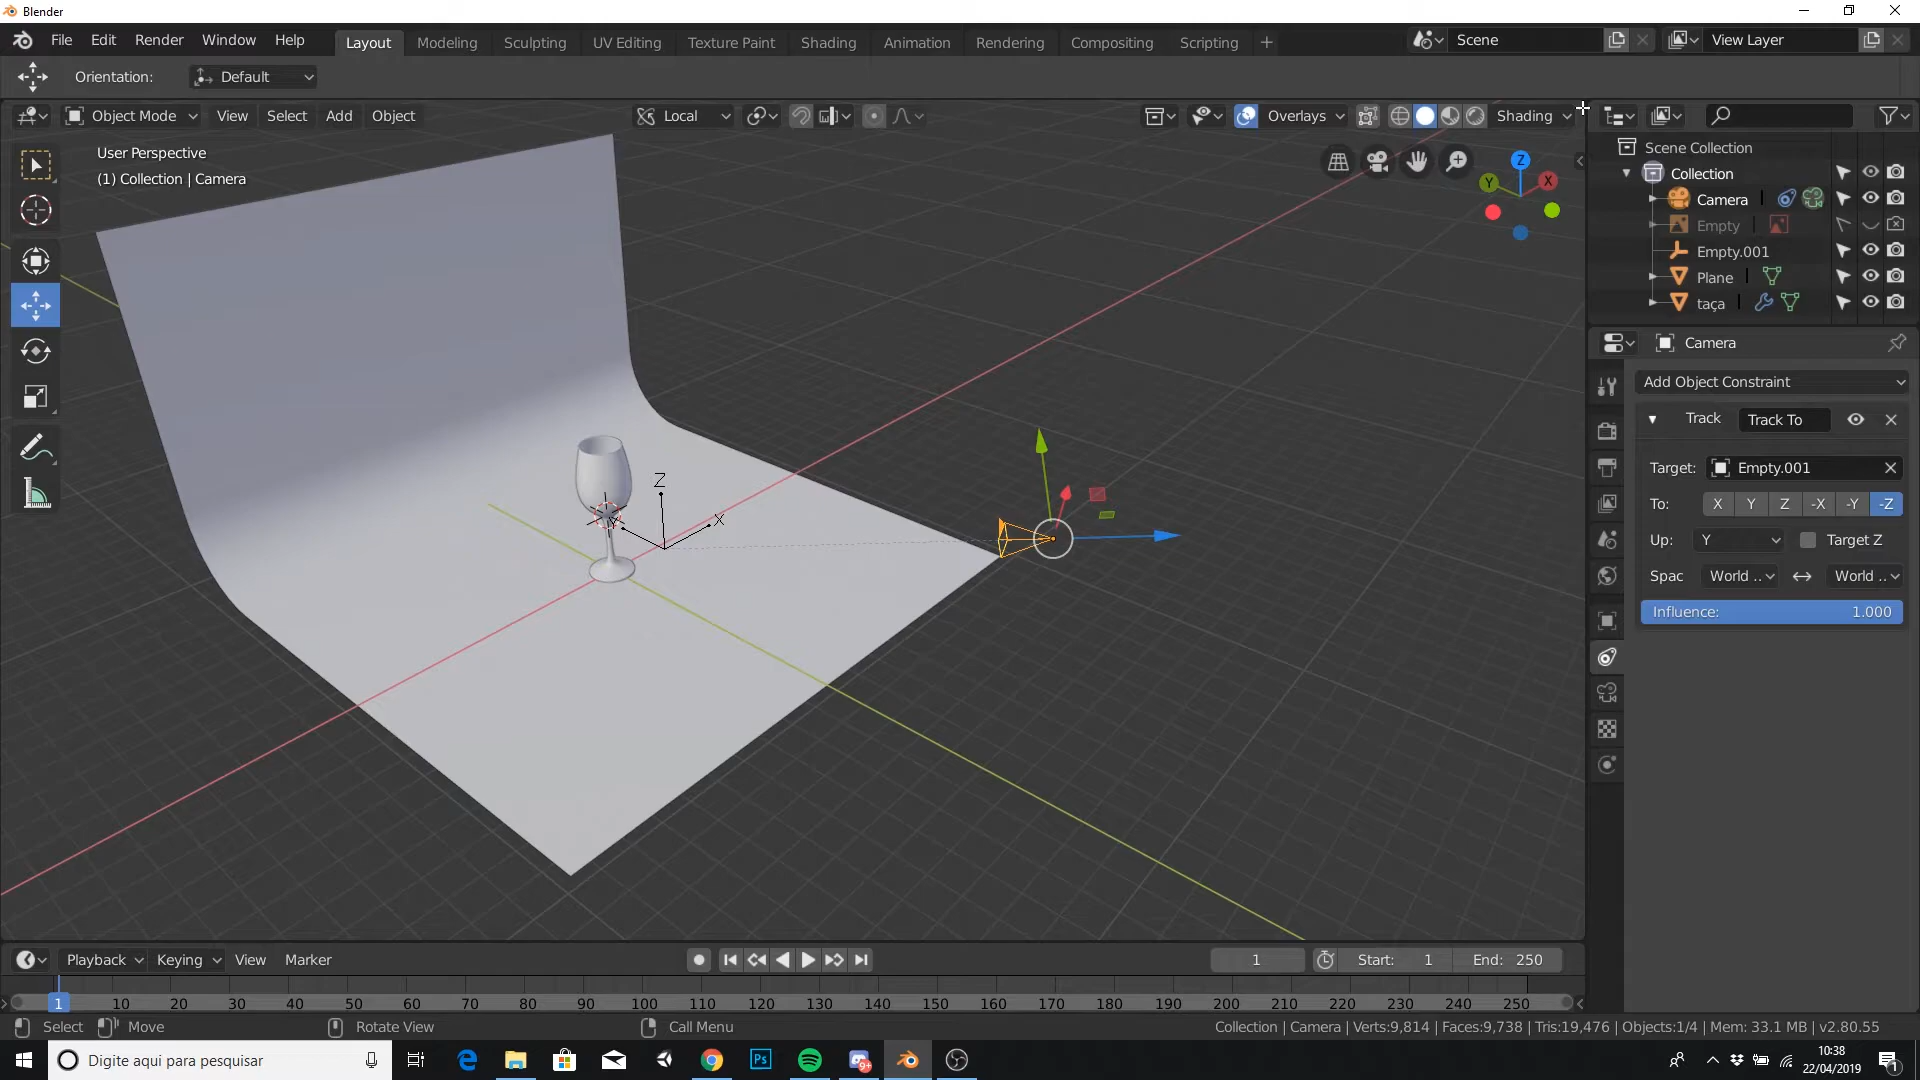 Blender
File Edit Render Window Help Layout Modeling Sculpting UV Editing Texture Paint Shading Animation Rendering Compositing Scripting + Scene View Layer
Orientation: Default
Object Mode View Select Add Object Local Overlays Shading
User Perspective
(1) Collection | Camera
Z
Y X
Z
X
Scene Collection
Collection
Camera
Empty
Empty.001
Plane
taça
Camera
Add Object Constraint
Track Track To
Target: Empty.001
To: X Y Z -X -Y -Z
Up: Y Target Z
Spac World .. World ..
Influence: 1.000
Playback Keying View Marker 1 Start: 1 End: 250
1 10 20 30 40 50 60 70 80 90 100 110 120 130 140 150 160 170 180 190 200 210 220 230 240 250
Select Move Rotate View Call Menu Collection | Camera | Verts:9,814 | Faces:9,738 | Tris:19,476 | Objects:1/4 | Mem: 33.1 MB | v2.80.55
Digite aqui para pesquisar Ps 9+ 10:38
22/04/2019 1